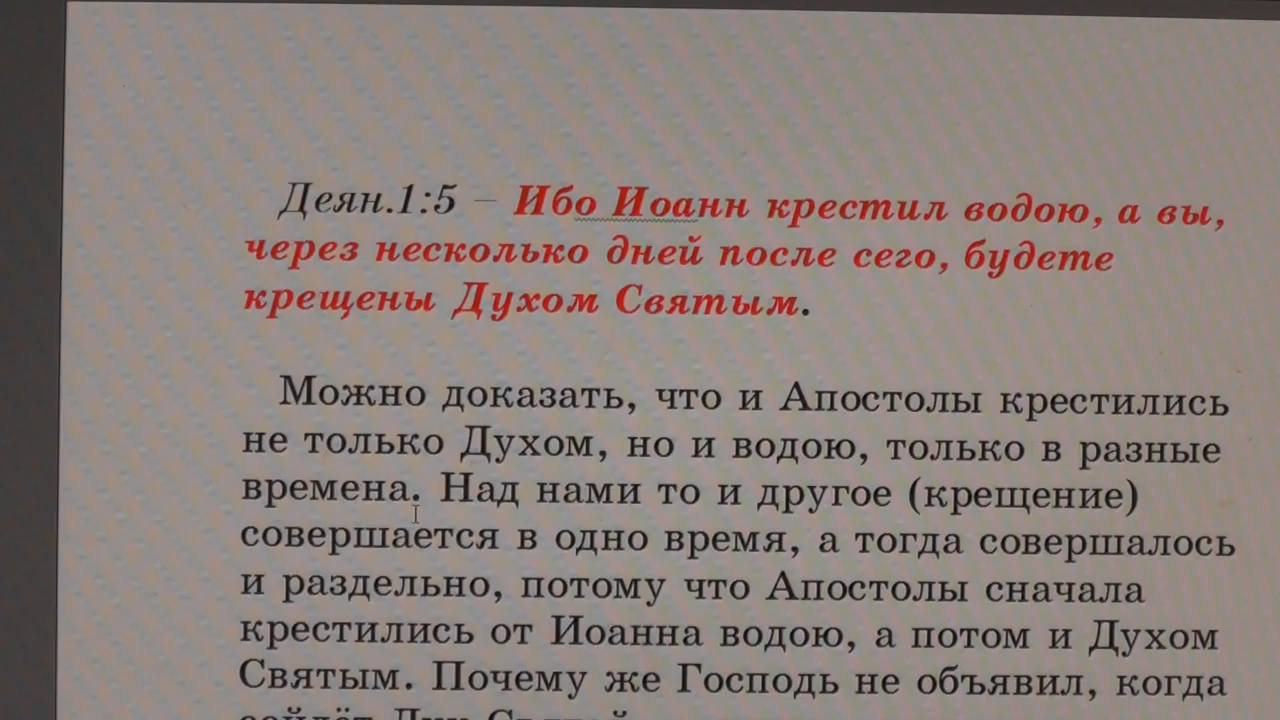 Деян.1:5 – Ибо Иоанн крестил водою, а вы,
через несколько дней после сего, будете
крещены Духом Святым.
Можно доказать, что и Апостолы крестились
не только Духом, но и водою, только в разные
времена. Над нами то и другое (крещение)
совершается в одно время, а тогда совершалось
и раздельно, потому что Апостолы сначала
крестились от Иоанна водою, а потом и Духом
Святым. Почему же Господь не объявил, когда